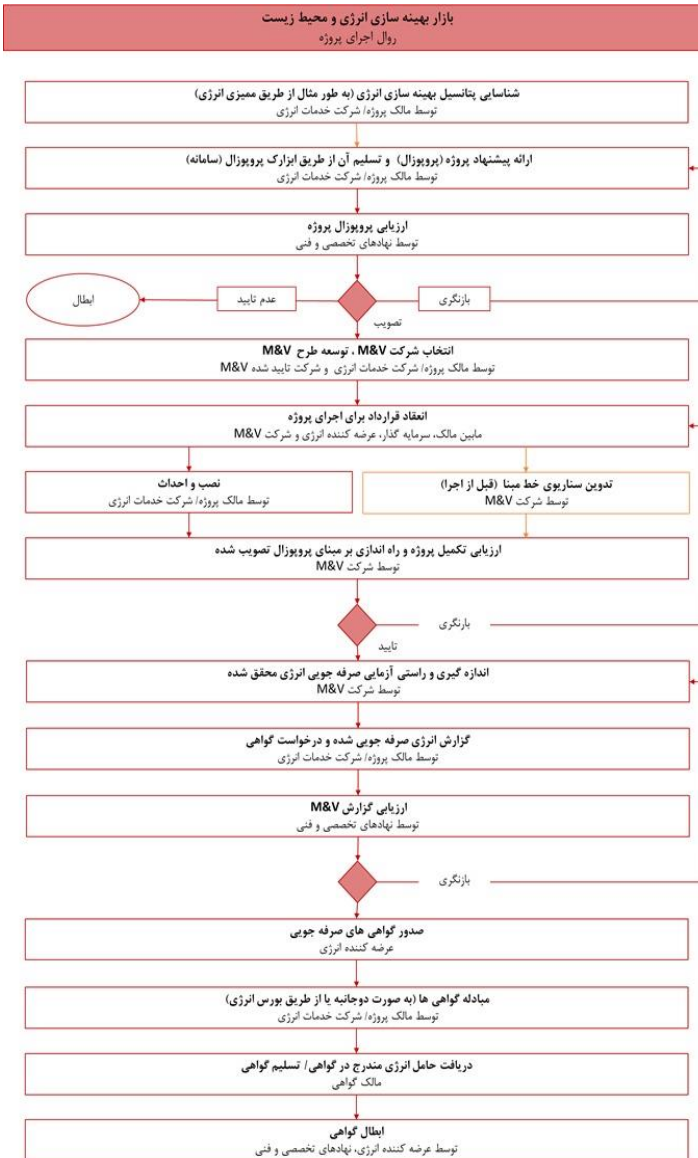 بازار بهینه سازی انرژی و محیط زیست
روال اجرای پروژه
شناسایی پتانسیل بهینه سازی انرژی (به طور مثال از طریق ممیزی انرژی)
توسط مالک پروژه/ شرکت خدمات انرژی
ارائه پیشنهاد پروژه (پروپوزال) و تسلیم آن از طریق ابزارک پروپوزال (سامانه)
توسط مالک پروژه/ شرکت خدمات انرژی
ارزیابی پروپوزال پروژه
توسط نهادهای تخصصی و فنی
بازنگری
عدم تایید
ابطال
تصویب
انتخاب شرکت M&V ، توسعه طرح M&V
توسط مالک پروژه/ شرکت خدمات انرژی و شرکت تایید شده M&V
انعقاد قرارداد برای اجرای پروژه
مابین مالک، سرمایه گذار، عرضه کننده انرژی و شرکت M&V
تدوین سناریوی خط مبنا (قبل از اجرا)
توسط شرکت M&V
نصب و احداث
توسط مالک پروژه/ شرکت خدمات انرژی
ارزیابی تکمیل پروژه و راه اندازی بر مبنای پروپوزال تصویب شده
توسط شرکت M&V
بارنگری
تایید
اندازه گیری و راستی آزمایی صرفه جویی انرژی محقق شده
توسط شرکت M&V
گزارش انرژی صرفه جویی شده و درخواست گواهی
توسط مالک پروژه/ شرکت خدمات انرژی
ارزیابی گزارش M&V
توسط نهادهای تخصصی و فنی
بازنگری
صدور گواهی های صرفه جویی
عرضه کننده انرژی
مبادله گواهی ها (به صورت دوجانبه یا از طریق بورس انرژی)
توسط مالک پروژه/ شرکت خدمات انرژی
دریافت حامل انرژی مندرج در گواهی/ تسلیم گواهی
مالک گواهی
ابطال گواهی
توسط عرضه کننده انرژی، نهادهای تخصصی و فنی